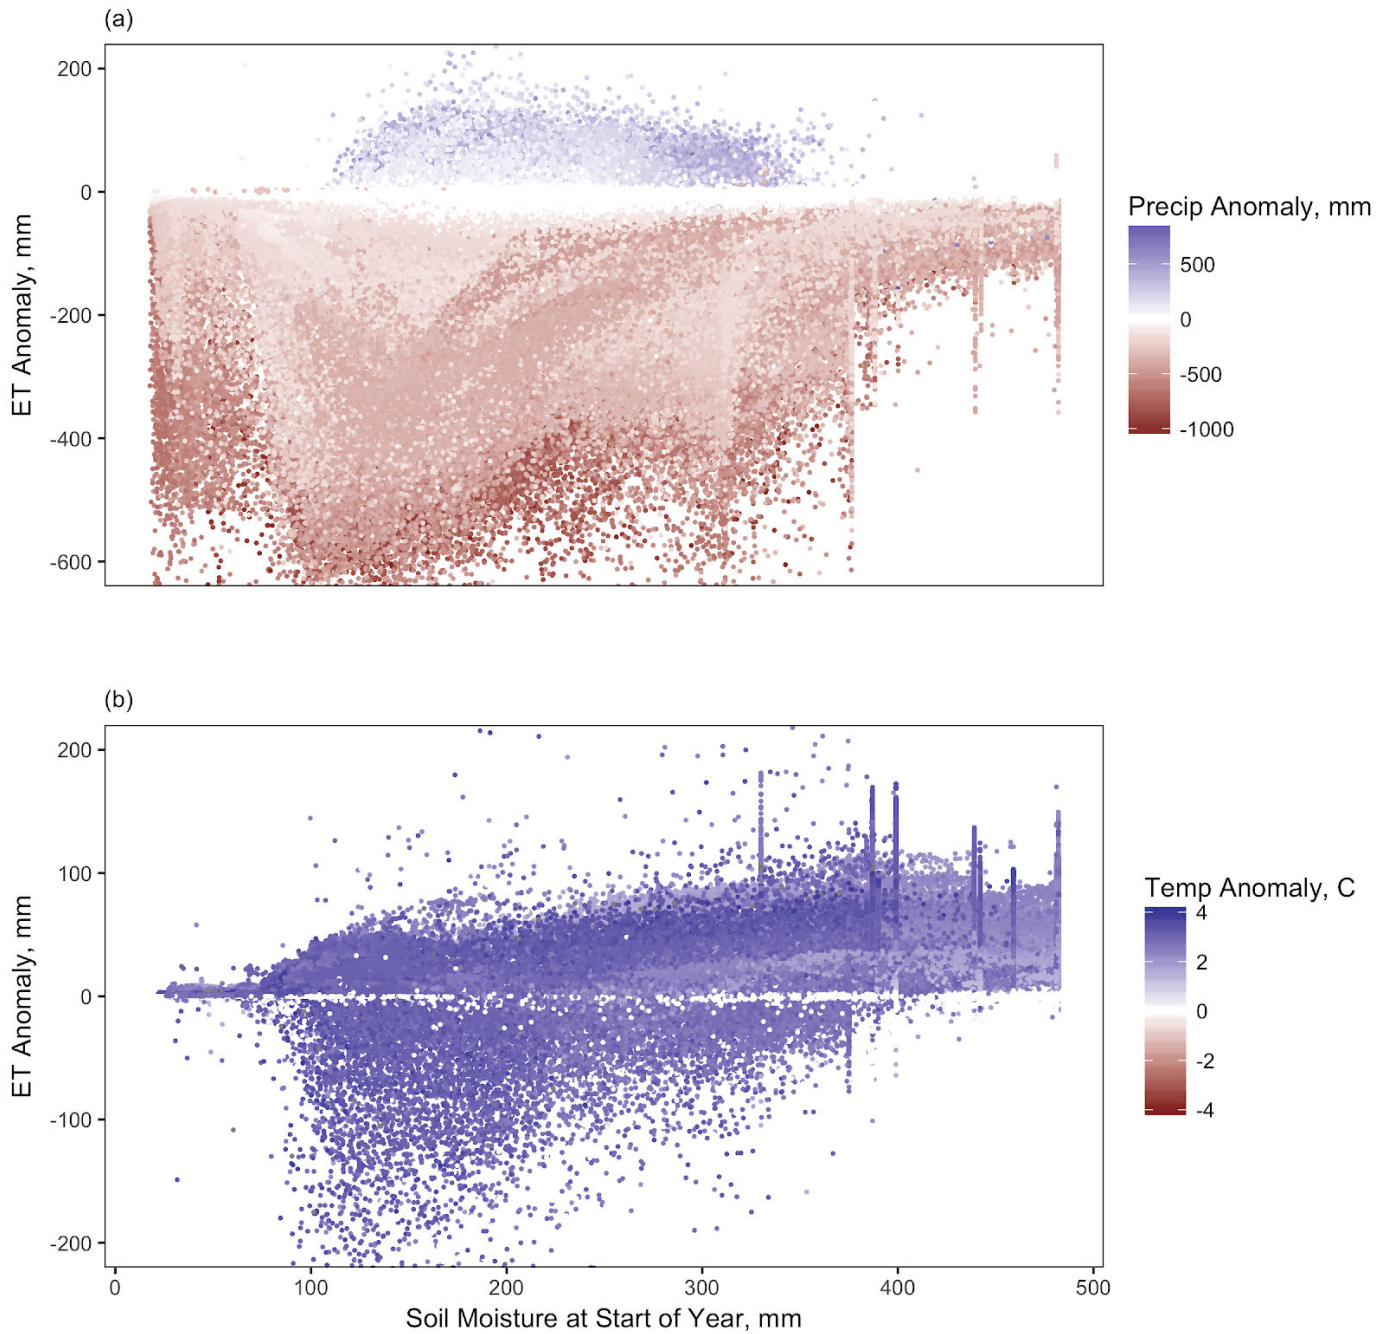 (a)
200
0
-200
-400
-600
ET Anomaly, mm
Precip Anomaly, mm
500
0
-500
-1000
(b)
200
100
0
-100
-200
ET Anomaly, mm
Temp Anomaly, C
4
2
0
-2
-4
0 100 200 300 400 500
Soil Moisture at Start of Year, mm